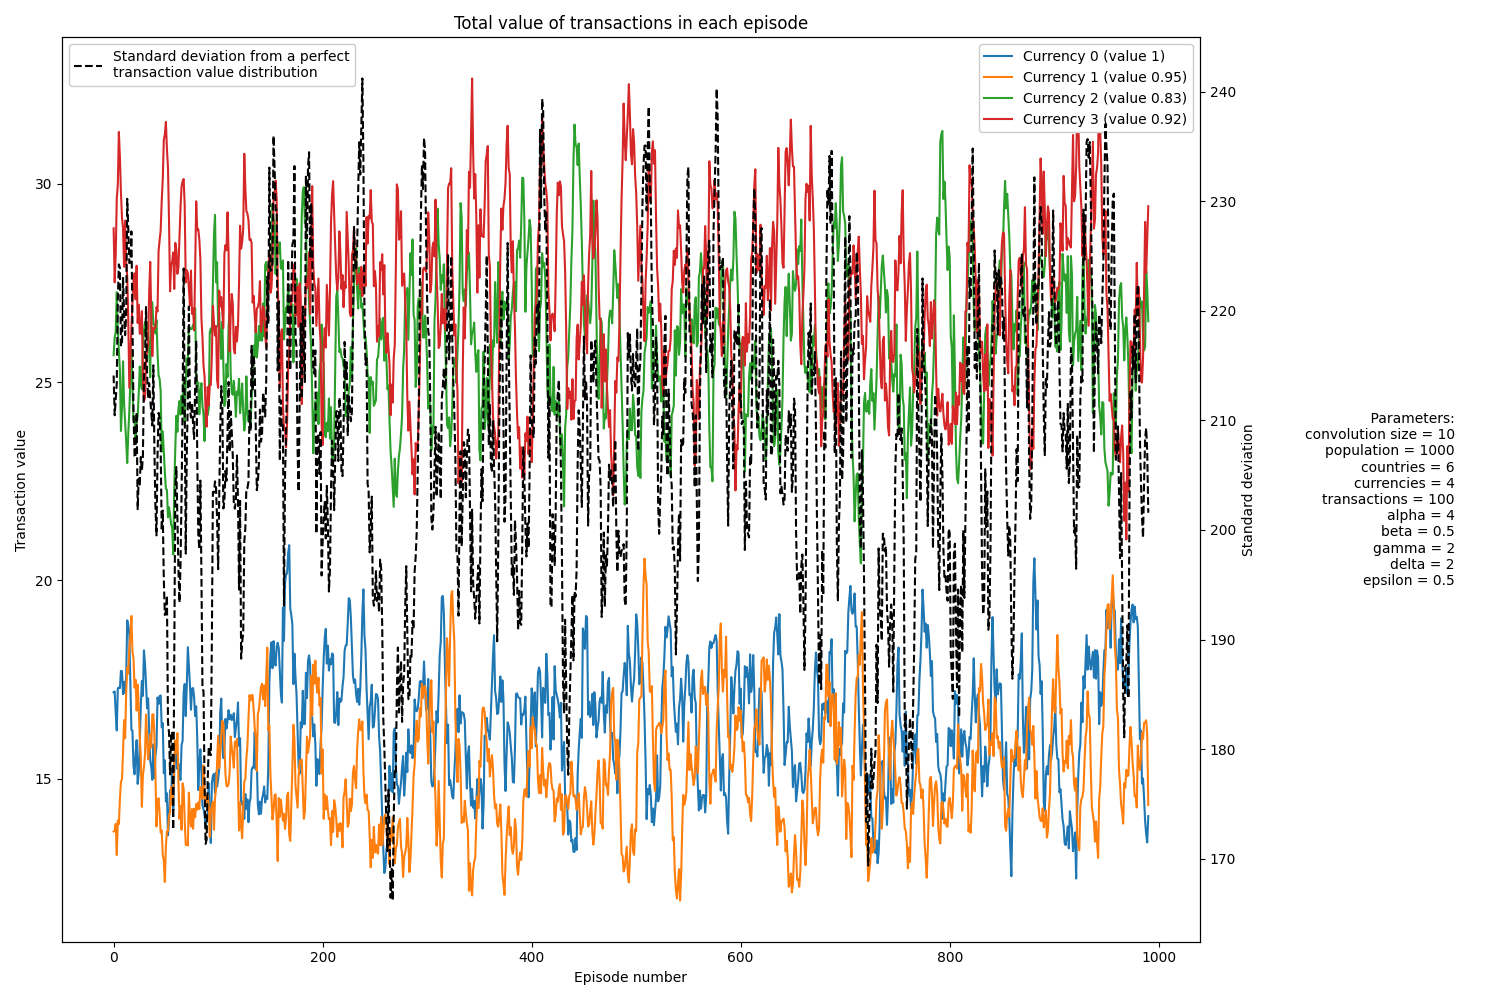 Total value of transactions in each episode
Standard deviation from a perfect
transaction value distribution
Currency 0 (value 1)
Currency 1 (value 0.95)
Currency 2 (value 0.83)
Currency 3 (value 0.92)
Transaction value
30
25
20
15
0
200
400
600
800
1000
Episode number
240
230
220
210
200
190
180
170
Standard deviation
Parameters:
convolution size = 10
population = 1000
countries = 6
currencies = 4
transactions = 100
alpha = 4
beta = 0.5
gamma = 2
delta = 2
epsilon = 0.5